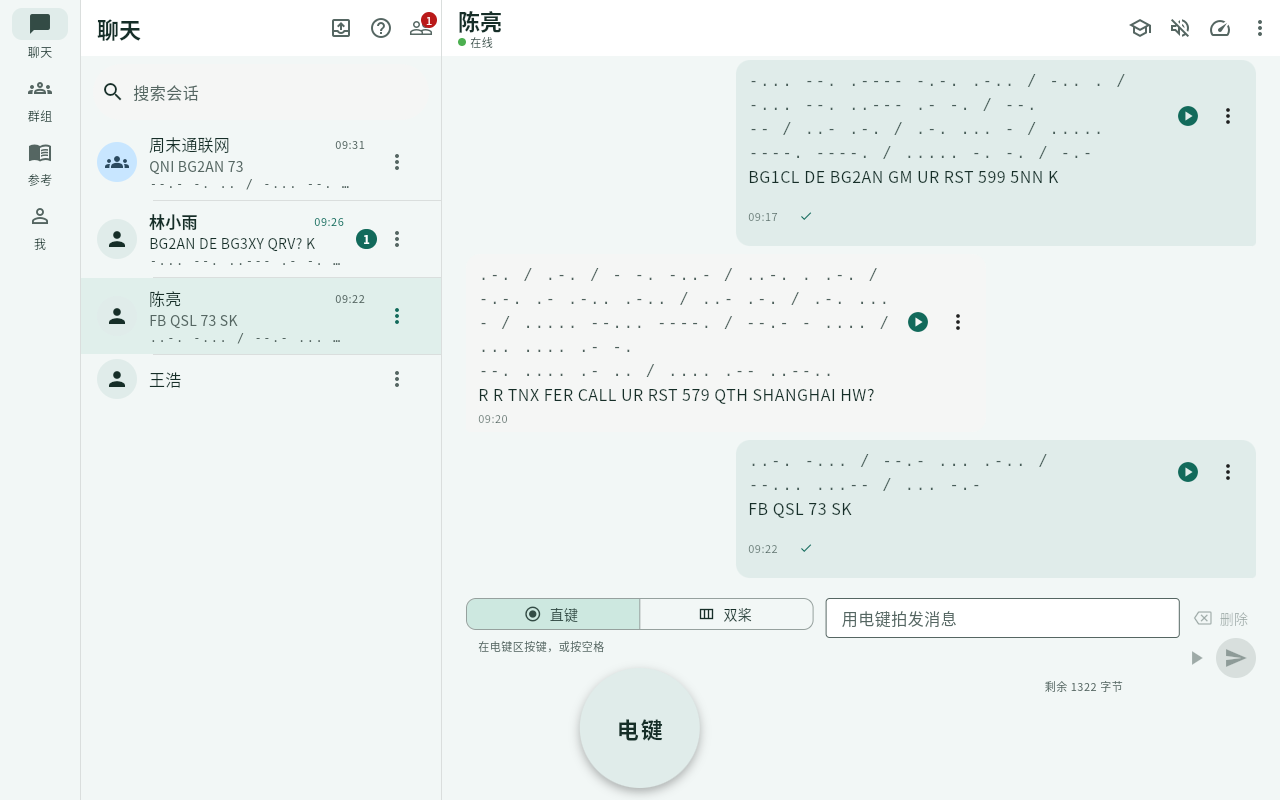 聊天
群组
参考
我
聊天
1
搜索会话
周末通联网
09:31
QNI BG2AN 73
--.- -. .. / -... --. …
林小雨
09:26
BG2AN DE BG3XY QRV? K
1
-... --. ..--- .- -. …
陈亮
09:22
FB QSL 73 SK
..-. -... / --.- ... …
王浩
陈亮
在线
-... --. .---- -.-. .-.. / -.. . /
-... --. ..--- .- -. / --.
-- / ..- .-. / .-. ... - / .....
----. ----. / ..... -. -. / -.-
BG1CL DE BG2AN GM UR RST 599 5NN K
09:17
.-. / .-. / - -. -..- / ..-. . .-. /
-.-. .- .-.. .-.. / ..- .-. / .-. ...
- / ..... --... ----. / --.- - .... /
... .... .- -.
--. .... .- .. / .... .-- ..--..
R R TNX FER CALL UR RST 579 QTH SHANGHAI HW?
09:20
..-. -... / --.- ... .-.. /
--... ...-- / ... -.-
FB QSL 73 SK
09:22
直键
双桨
用电键拍发消息
删除
在电键区按键，或按空格
剩余 1322 字节
电键